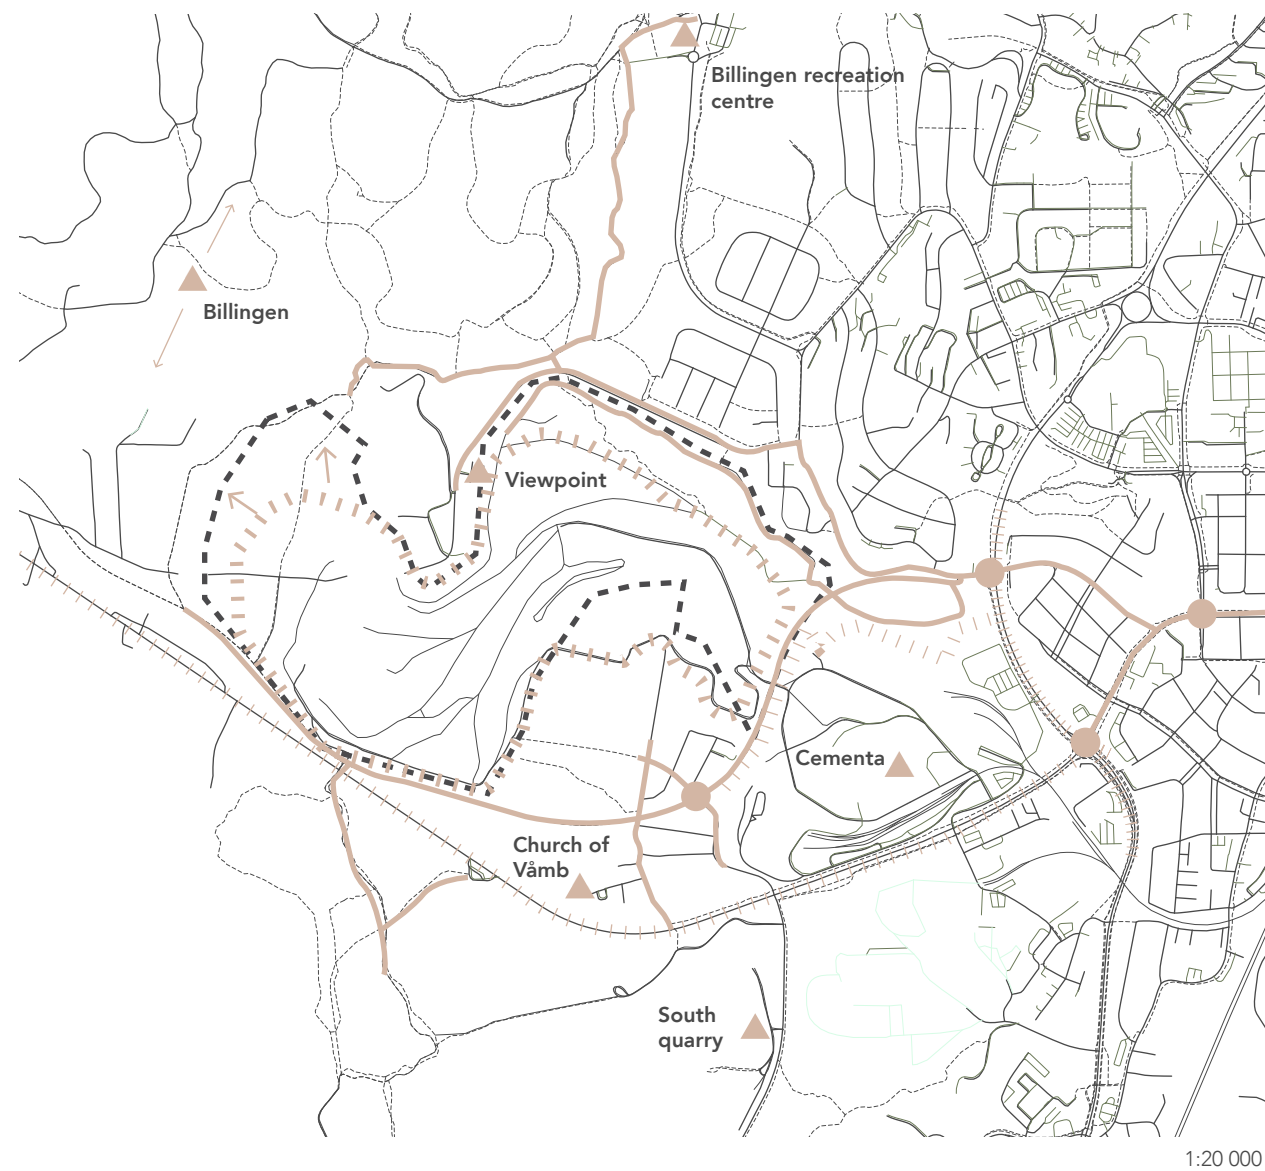 Billingen recreation
centre
Billingen
Viewpoint
Cementa
Church of
Våmb
South
quarry
1:20 000